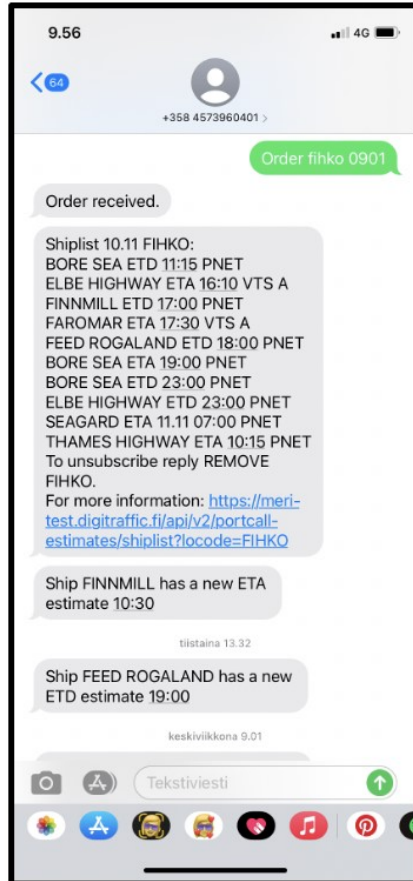 9.56
4G
64
+358 4573960401 >
Order fihko 0901
Order received.
Shiplist 10.11 FIHKO:
BORE SEA ETD 11:15 PNET
ELBE HIGHWAY ETA 16:10 VTS A
FINNMILL ETD 17:00 PNET
FAROMAR ETA 17:30 VTS A
FEED ROGALAND ETD 18:00 PNET
BORE SEA ETA 19:00 PNET
BORE SEA ETD 23:00 PNET
ELBE HIGHWAY ETD 23:00 PNET
SEAGARD ETA 11.11 07:00 PNET
THAMES HIGHWAY ETA 10:15 PNET
To unsubscribe reply REMOVE
FIHKO.
For more information: https://meri-
test.digitraffic.fi/api/v2/portcall-
estimates/shiplist?locode=FIHKO
Ship FINNMILL has a new ETA
estimate 10:30
tiistaina 13.32
Ship FEED ROGALAND has a new
ETD estimate 19:00
keskiviikkona 9.01
Tekstiviesti